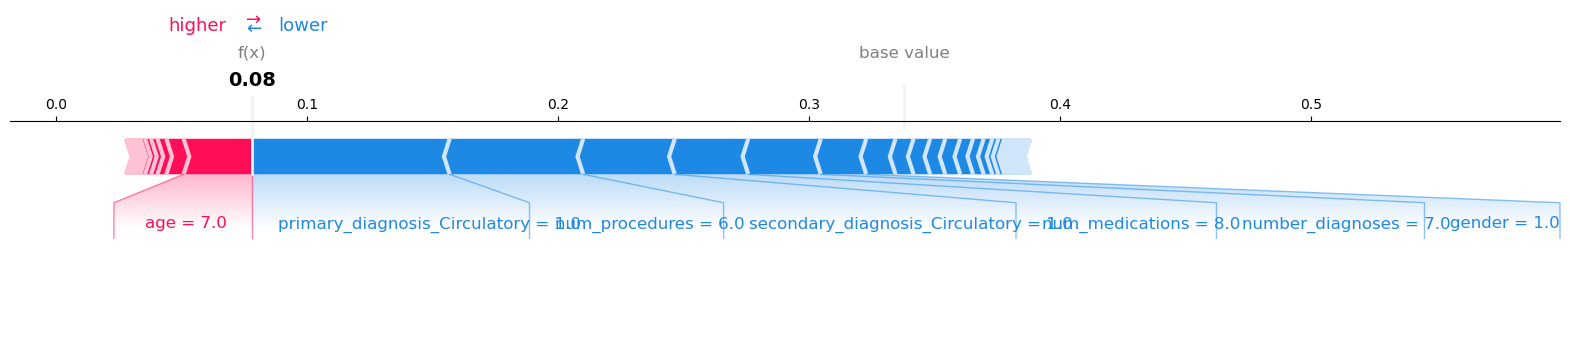 higher ⇄ lower
f(x) base value
0.08
0.0 0.1 0.2 0.3 0.4 0.5
age = 7.0 primary_diagnosis_Circulatory = 1.0 num_procedures = 6.0 secondary_diagnosis_Circulatory = 1.0 num_medications = 8.0 number_diagnoses = 7.0 gender = 1.0